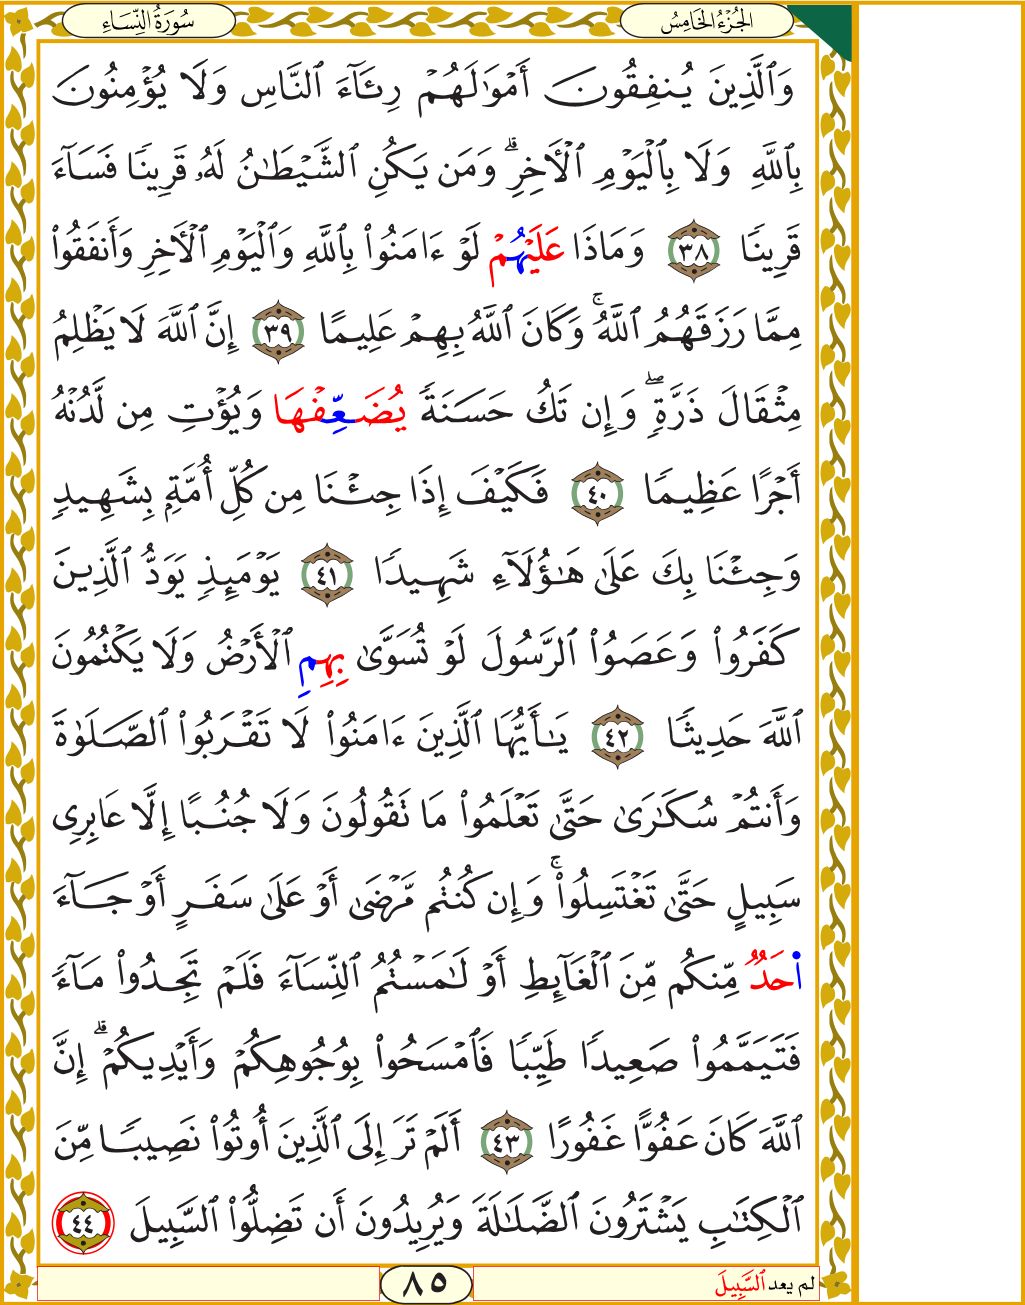 سُورَةُ النِّسَاءِ
الجُزْءُ الخَامِسُ
وَٱلَّذِينَ يُنفِقُونَ أَمْوَٰلَهُمْ رِئَآءَ ٱلنَّاسِ وَلَا يُؤْمِنُونَ
بِٱللَّهِ وَلَا بِٱلْيَوْمِ ٱلْأَخِرِ ۗ وَمَن يَكُنِ ٱلشَّيْطَٰنُ لَهُۥ قَرِينًا فَسَآءَ
قَرِينًا ٣٨ وَمَاذَا عَلَيْهُمْ لَوْ ءَامَنُوا۟ بِٱللَّهِ وَٱلْيَوْمِ ٱلْأَخِرِ وَأَنفَقُوا۟
مِمَّا رَزَقَهُمُ ٱللَّهُ ۚ وَكَانَ ٱللَّهُ بِهِمْ عَلِيمًا ٣٩ إِنَّ ٱللَّهَ لَا يَظْلِمُ
مِثْقَالَ ذَرَّةٍ ۖ وَإِن تَكُ حَسَنَةً يُضَعِّفْهَا وَيُؤْتِ مِن لَّدُنْهُ
أَجْرًا عَظِيمًا ٤٠ فَكَيْفَ إِذَا جِئْنَا مِن كُلِّ أُمَّةٍۭ بِشَهِيدٍ
وَجِئْنَا بِكَ عَلَىٰ هَٰٓؤُلَآءِ شَهِيدًا ٤١ يَوْمَئِذٍ يَوَدُّ ٱلَّذِينَ
كَفَرُوا۟ وَعَصَوُا۟ ٱلرَّسُولَ لَوْ تُسَوَّىٰ بِهِمِ ٱلْأَرْضُ وَلَا يَكْتُمُونَ
ٱللَّهَ حَدِيثًا ٤٢ يَٰٓأَيُّهَا ٱلَّذِينَ ءَامَنُوا۟ لَا تَقْرَبُوا۟ ٱلصَّلَوٰةَ
وَأَنتُمْ سُكَٰرَىٰ حَتَّىٰ تَعْلَمُوا۟ مَا تَقُولُونَ وَلَا جُنُبًا إِلَّا عَابِرِى
سَبِيلٍ حَتَّىٰ تَغْتَسِلُوا۟ ۚ وَإِن كُنتُم مَّرْضَىٰٓ أَوْ عَلَىٰ سَفَرٍ أَوْ جَآءَ
ا۬حَدٌ مِّنكُم مِّنَ ٱلْغَآئِطِ أَوْ لَٰمَسْتُمُ ٱلنِّسَآءَ فَلَمْ تَجِدُوا۟ مَآءً
فَتَيَمَّمُوا۟ صَعِيدًا طَيِّبًا فَٱمْسَحُوا۟ بِوُجُوهِكُمْ وَأَيْدِيكُمْ ۗ إِنَّ
ٱللَّهَ كَانَ عَفُوًّا غَفُورًا ٤٣ أَلَمْ تَرَ إِلَى ٱلَّذِينَ أُوتُوا۟ نَصِيبًا مِّنَ
ٱلْكِتَٰبِ يَشْتَرُونَ ٱلضَّلَٰلَةَ وَيُرِيدُونَ أَن تَضِلُّوا۟ ٱلسَّبِيلَ ٤٤
لم يعد ٱلسَّبِيلَ
٨٥